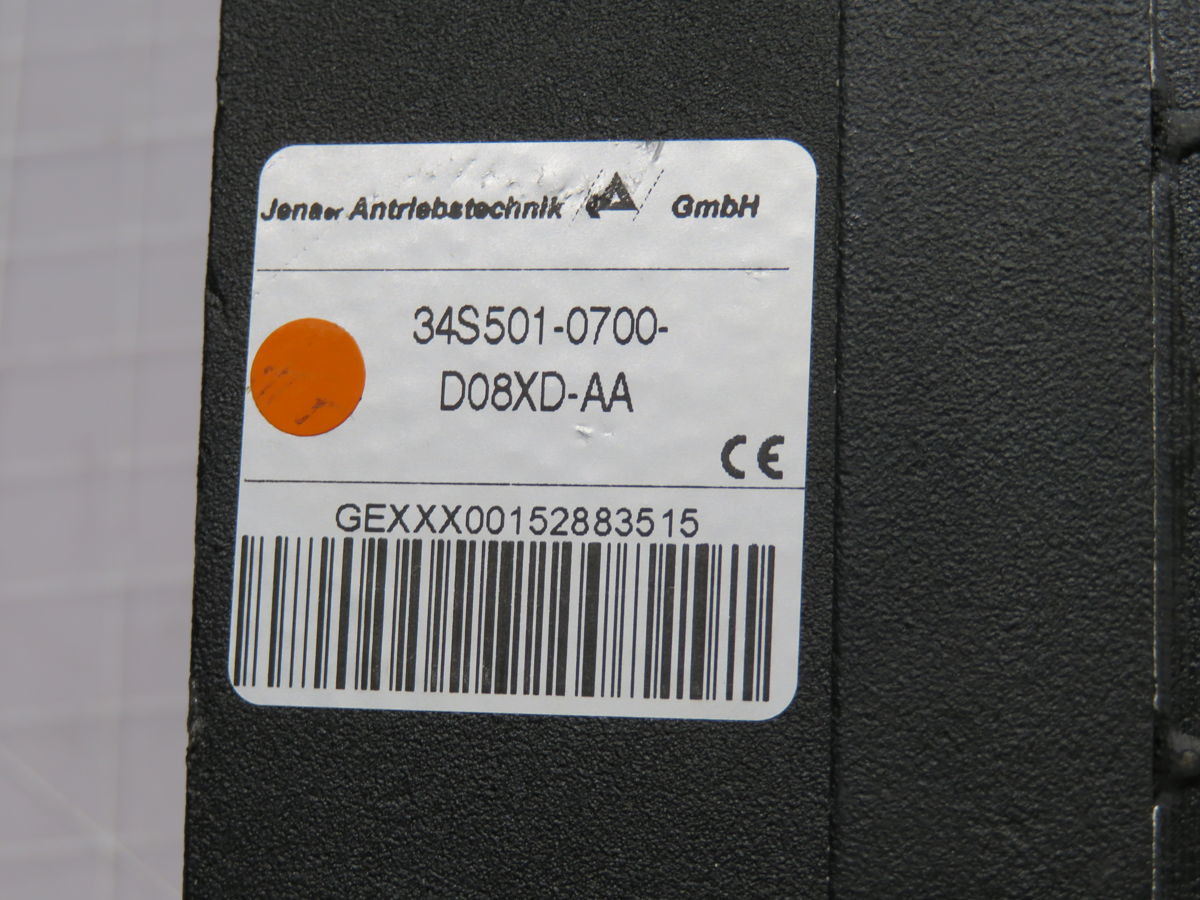 Jenaer Antriebstechnik GmbH
34S501-0700-
D08XD-AA
CE
GEXXX00152883515